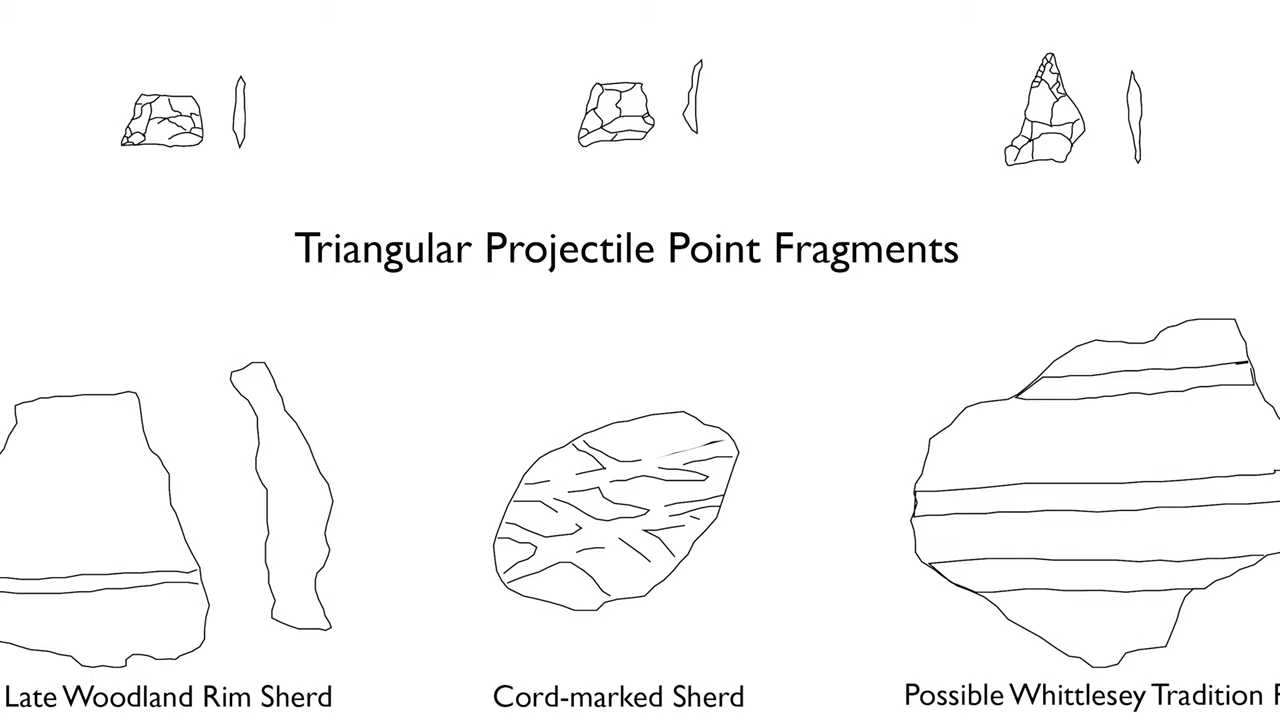 Triangular Projectile Point Fragments
Late Woodland Rim Sherd
Cord-marked Sherd
Possible Whittlesey Tradition